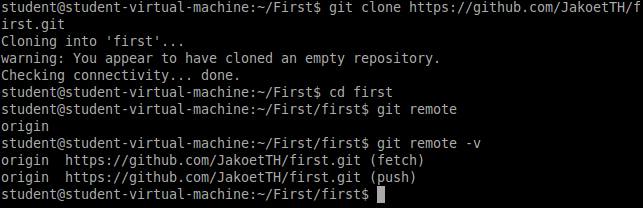 student@student-virtual-machine:~/First$ git clone https://github.com/JakoetTH/f
irst.git
Cloning into 'first'...
warning: You appear to have cloned an empty repository.
Checking connectivity... done.
student@student-virtual-machine:~/First$ cd first
student@student-virtual-machine:~/First/first$ git remote
origin
student@student-virtual-machine:~/First/first$ git remote -v
origin  https://github.com/JakoetTH/first.git (fetch)
origin  https://github.com/JakoetTH/first.git (push)
student@student-virtual-machine:~/First/first$